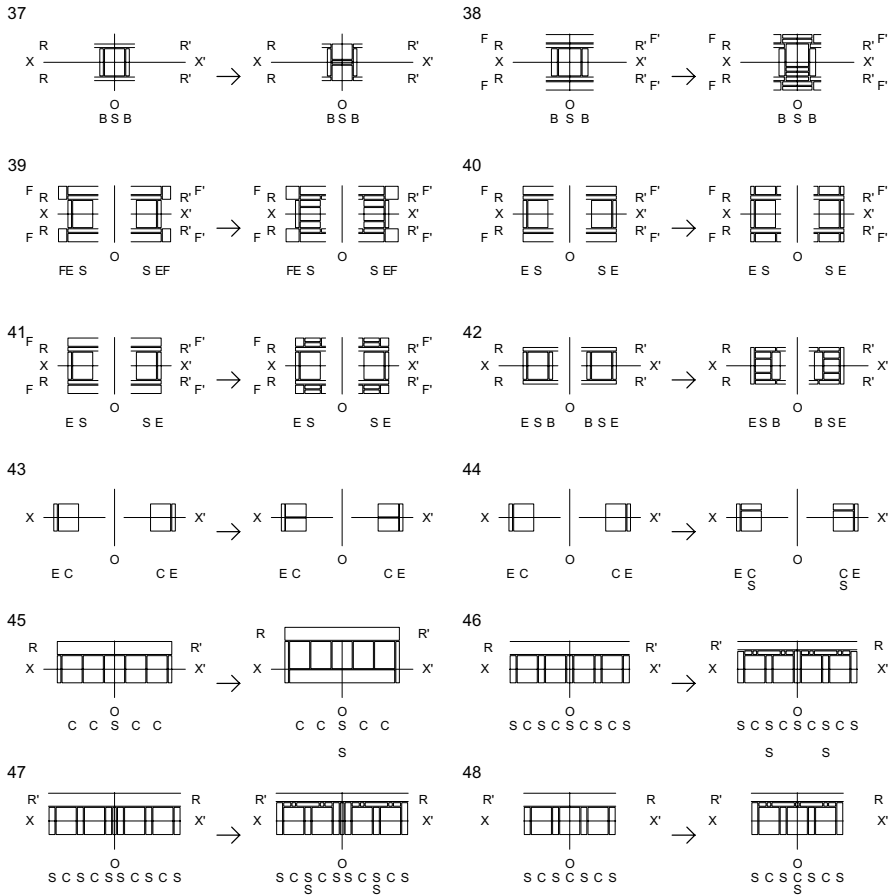 37
R R' R R'
X X' X X'
R R' R R'
O O
B S B B S B
38
F F' F F'
R R' R R'
X X' X X'
R R' R R'
F F' F F'
O O
B S B B S B
39
F F' F F'
R R' R R'
X X' X X'
R R' R R'
F F' F F'
O O
FE S S EF FE S S EF
40
F F' F F'
R R' R R'
X X' X X'
R R' R R'
F F' F F'
O O
E S S E E S S E
41
F F' F F'
R R' R R'
X X' X X'
R R' R R'
F F' F F'
O O
E S S E E S S E
42
R R' R R'
X X' X X'
R R' R R'
O O
E S B B S E E S B B S E
43
X X' X X'
O O
E C C E E C C E
44
X X' X X'
O O
E C C E E C C E
S S
45
R R' R R'
X X' X X'
O O
C C S C C C C S C C
S
46
R R' R R'
X X' X X'
O O
S C S C S C S C S S C S C S C S C S
S S
47
R' R R' R
X X' X X'
O O
S C S C S S C S C S S C S C S S C S C S
S S
48
R' R R' R
X X' X X'
O O
S C S C S C S S C S C S C S
S